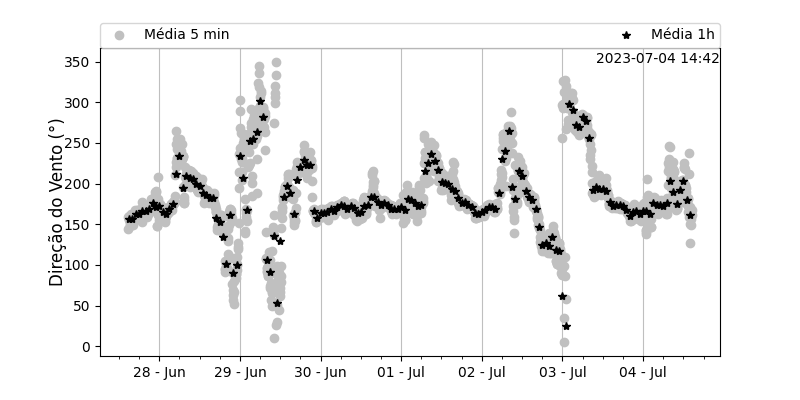 Média 5 min
Média 1h
2023-07-04 14:42
Direção do Vento (°)
350
300
250
200
150
100
50
0
28 - Jun
29 - Jun
30 - Jun
01 - Jul
02 - Jul
03 - Jul
04 - Jul